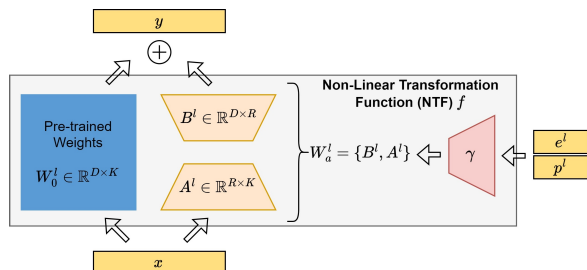 y
Non-Linear Transformation
Function (NTF) f
Pre-trained
Weights
W_0^l ∈ ℝ^{D×K}
B^l ∈ ℝ^{D×R}
A^l ∈ ℝ^{R×K}
W_a^l = {B^l, A^l}
γ
e^l
p^l
x